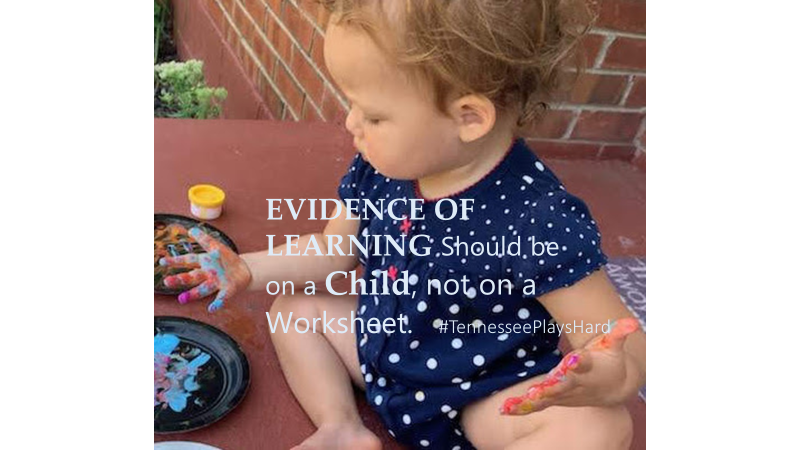 EVIDENCE OF
LEARNING Should be
on a Child, not on a
Worksheet. #TennesseePlaysHard